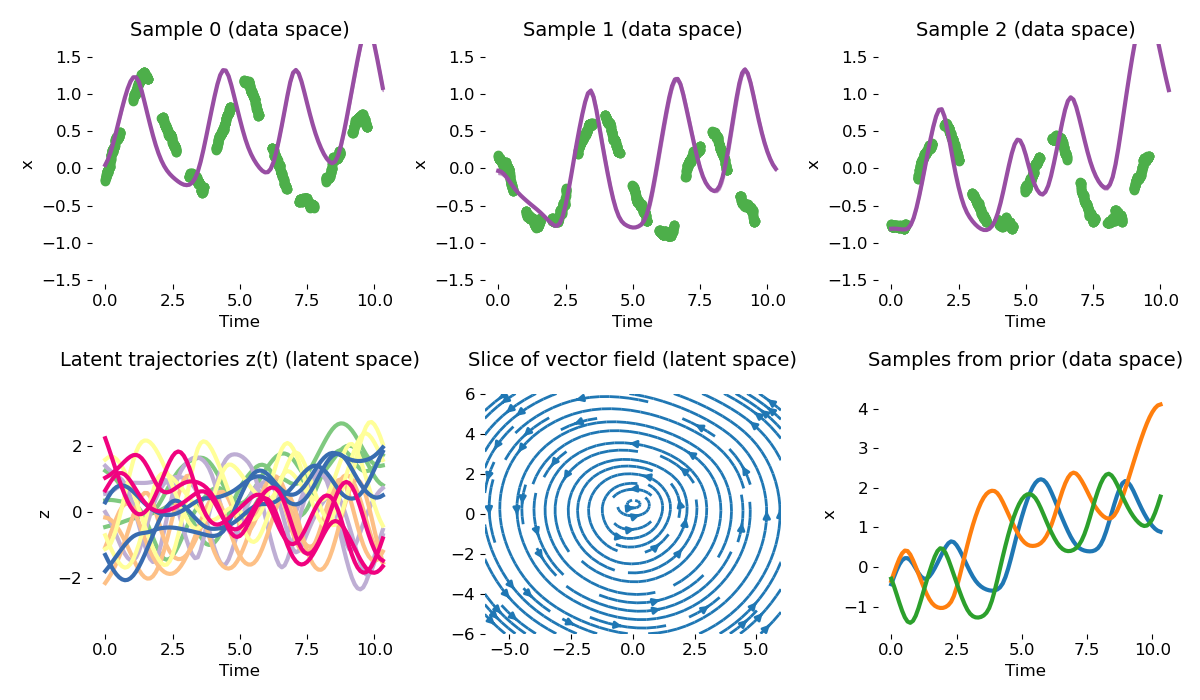 Sample 0 (data space)
Sample 1 (data space)
Sample 2 (data space)
1.5
1.0
0.5
0.0
−0.5
−1.0
−1.5
x
0.0 2.5 5.0 7.5 10.0
Time
1.5
1.0
0.5
0.0
−0.5
−1.0
−1.5
x
0.0 2.5 5.0 7.5 10.0
Time
1.5
1.0
0.5
0.0
−0.5
−1.0
−1.5
x
0.0 2.5 5.0 7.5 10.0
Time
Latent trajectories z(t) (latent space)
Slice of vector field (latent space)
Samples from prior (data space)
2
0
−2
z
0.0 2.5 5.0 7.5 10.0
Time
6
4
2
0
−2
−4
−6
−5.0 −2.5 0.0 2.5 5.0
4
3
2
1
0
−1
x
0.0 2.5 5.0 7.5 10.0
Time